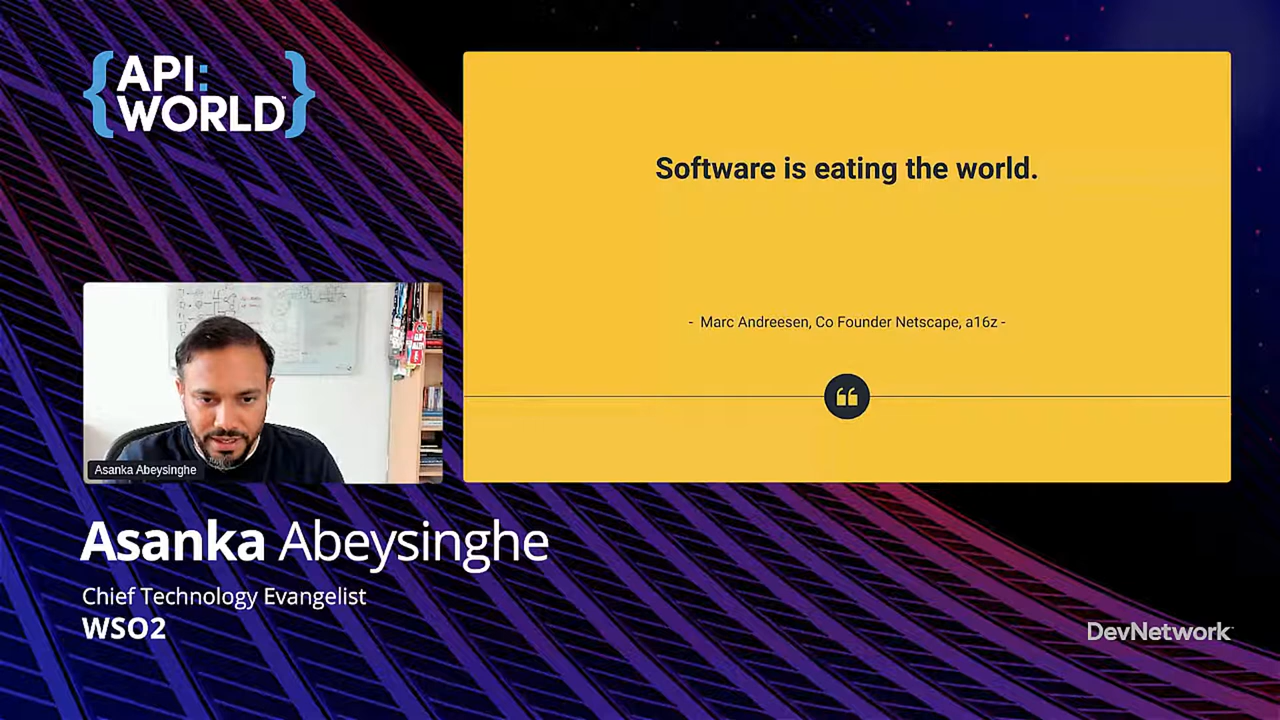 {API:
WORLD}
Software is eating the world.
- Marc Andreesen, Co Founder Netscape, a16z -
Asanka Abeysinghe
Asanka Abeysinghe
Chief Technology Evangelist
WSO2
DevNetwork